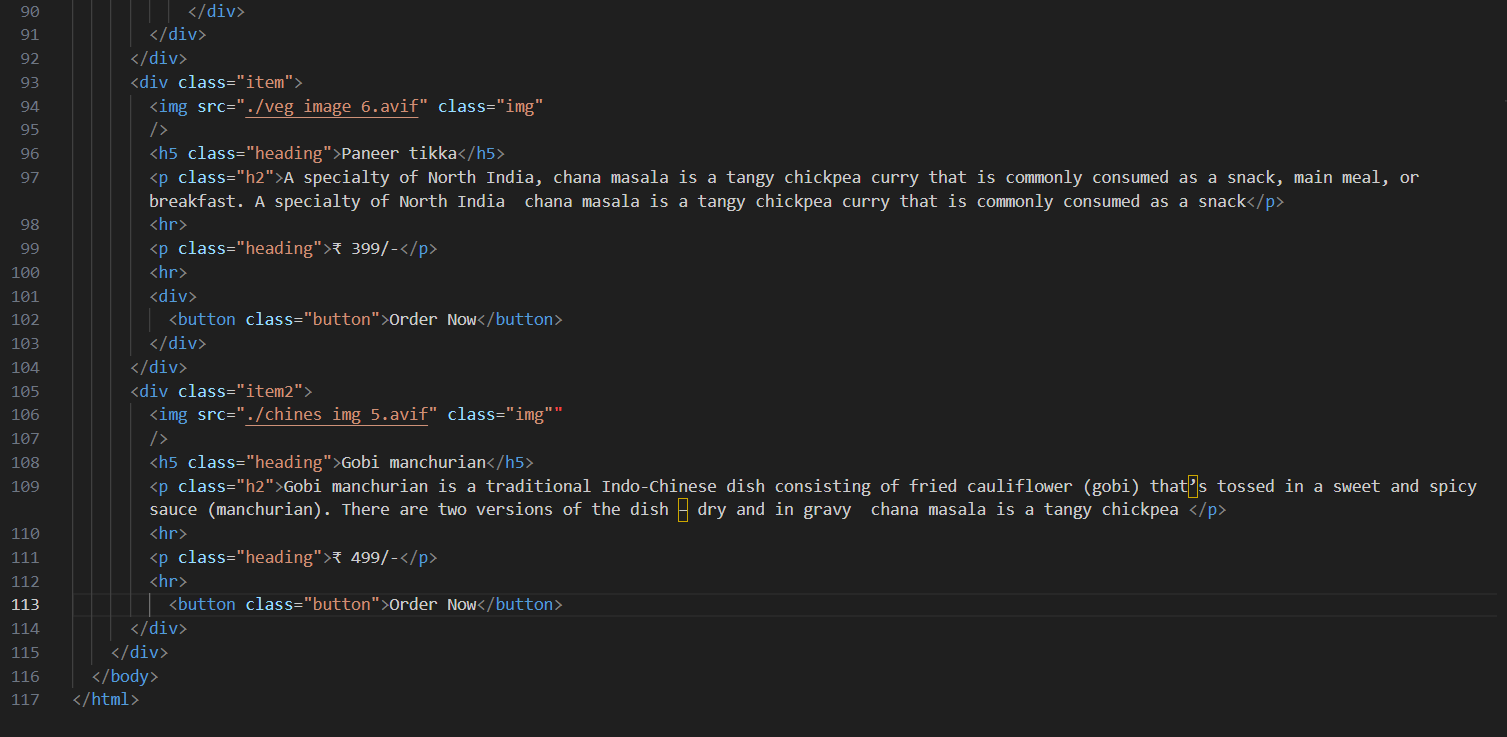 90 </div>
91 </div>
92 </div>
93 <div class="item">
94 <img src="./veg image 6.avif" class="img"
95 />
96 <h5 class="heading">Paneer tikka</h5>
97 <p class="h2">A specialty of North India, chana masala is a tangy chickpea curry that is commonly consumed as a snack, main meal, or
breakfast. A specialty of North India  chana masala is a tangy chickpea curry that is commonly consumed as a snack</p>
98 <hr>
99 <p class="heading">₹ 399/-</p>
100 <hr>
101 <div>
102 <button class="button">Order Now</button>
103 </div>
104 </div>
105 <div class="item2">
106 <img src="./chines img 5.avif" class="img""
107 />
108 <h5 class="heading">Gobi manchurian</h5>
109 <p class="h2">Gobi manchurian is a traditional Indo-Chinese dish consisting of fried cauliflower (gobi) that’s tossed in a sweet and spicy
sauce (manchurian). There are two versions of the dish – dry and in gravy  chana masala is a tangy chickpea </p>
110 <hr>
111 <p class="heading">₹ 499/-</p>
112 <hr>
113 <button class="button">Order Now</button>
114 </div>
115 </div>
116 </body>
117 </html>